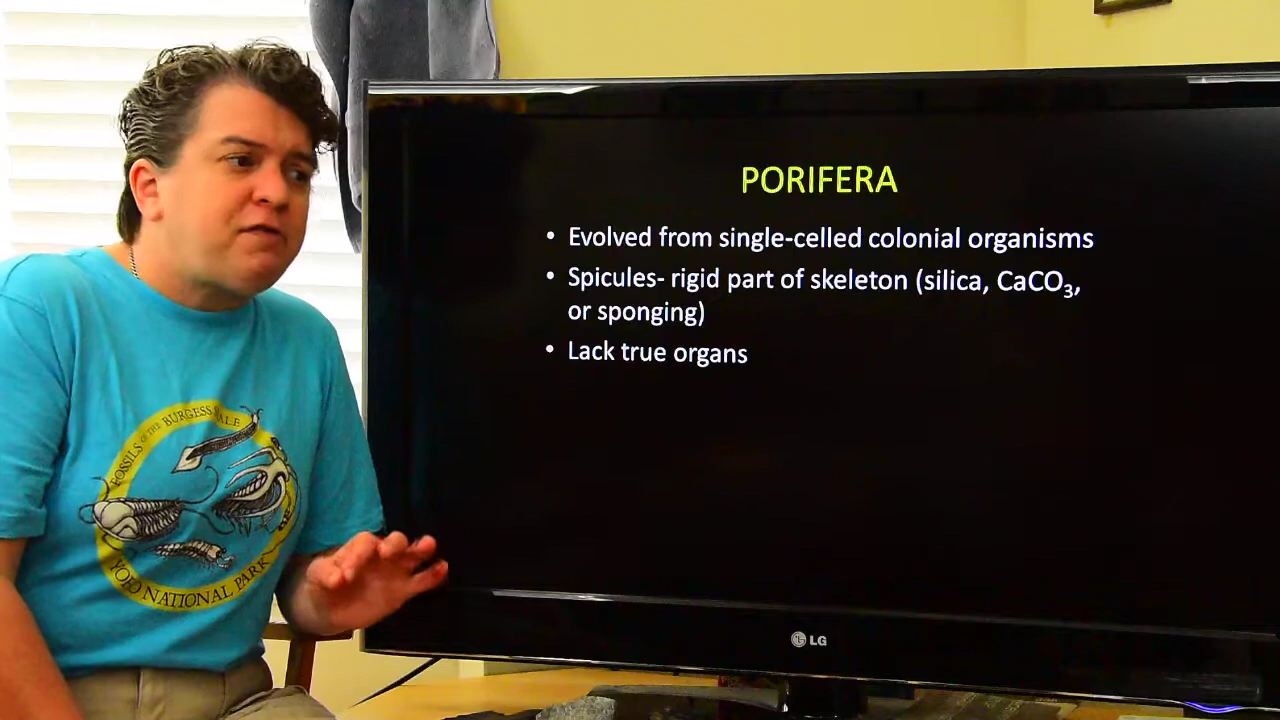 PORIFERA
• Evolved from single-celled colonial organisms
• Spicules- rigid part of skeleton (silica, CaCO₃,
or sponging)
• Lack true organs
FOSSILS OF THE BURGESS SHALE
YOHO NATIONAL PARK
LG